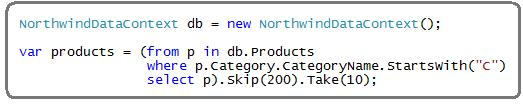 NorthwindDataContext db = new NorthwindDataContext();
var products = (from p in db.Products
where p.Category.CategoryName.StartsWith("C")
select p).Skip(200).Take(10);